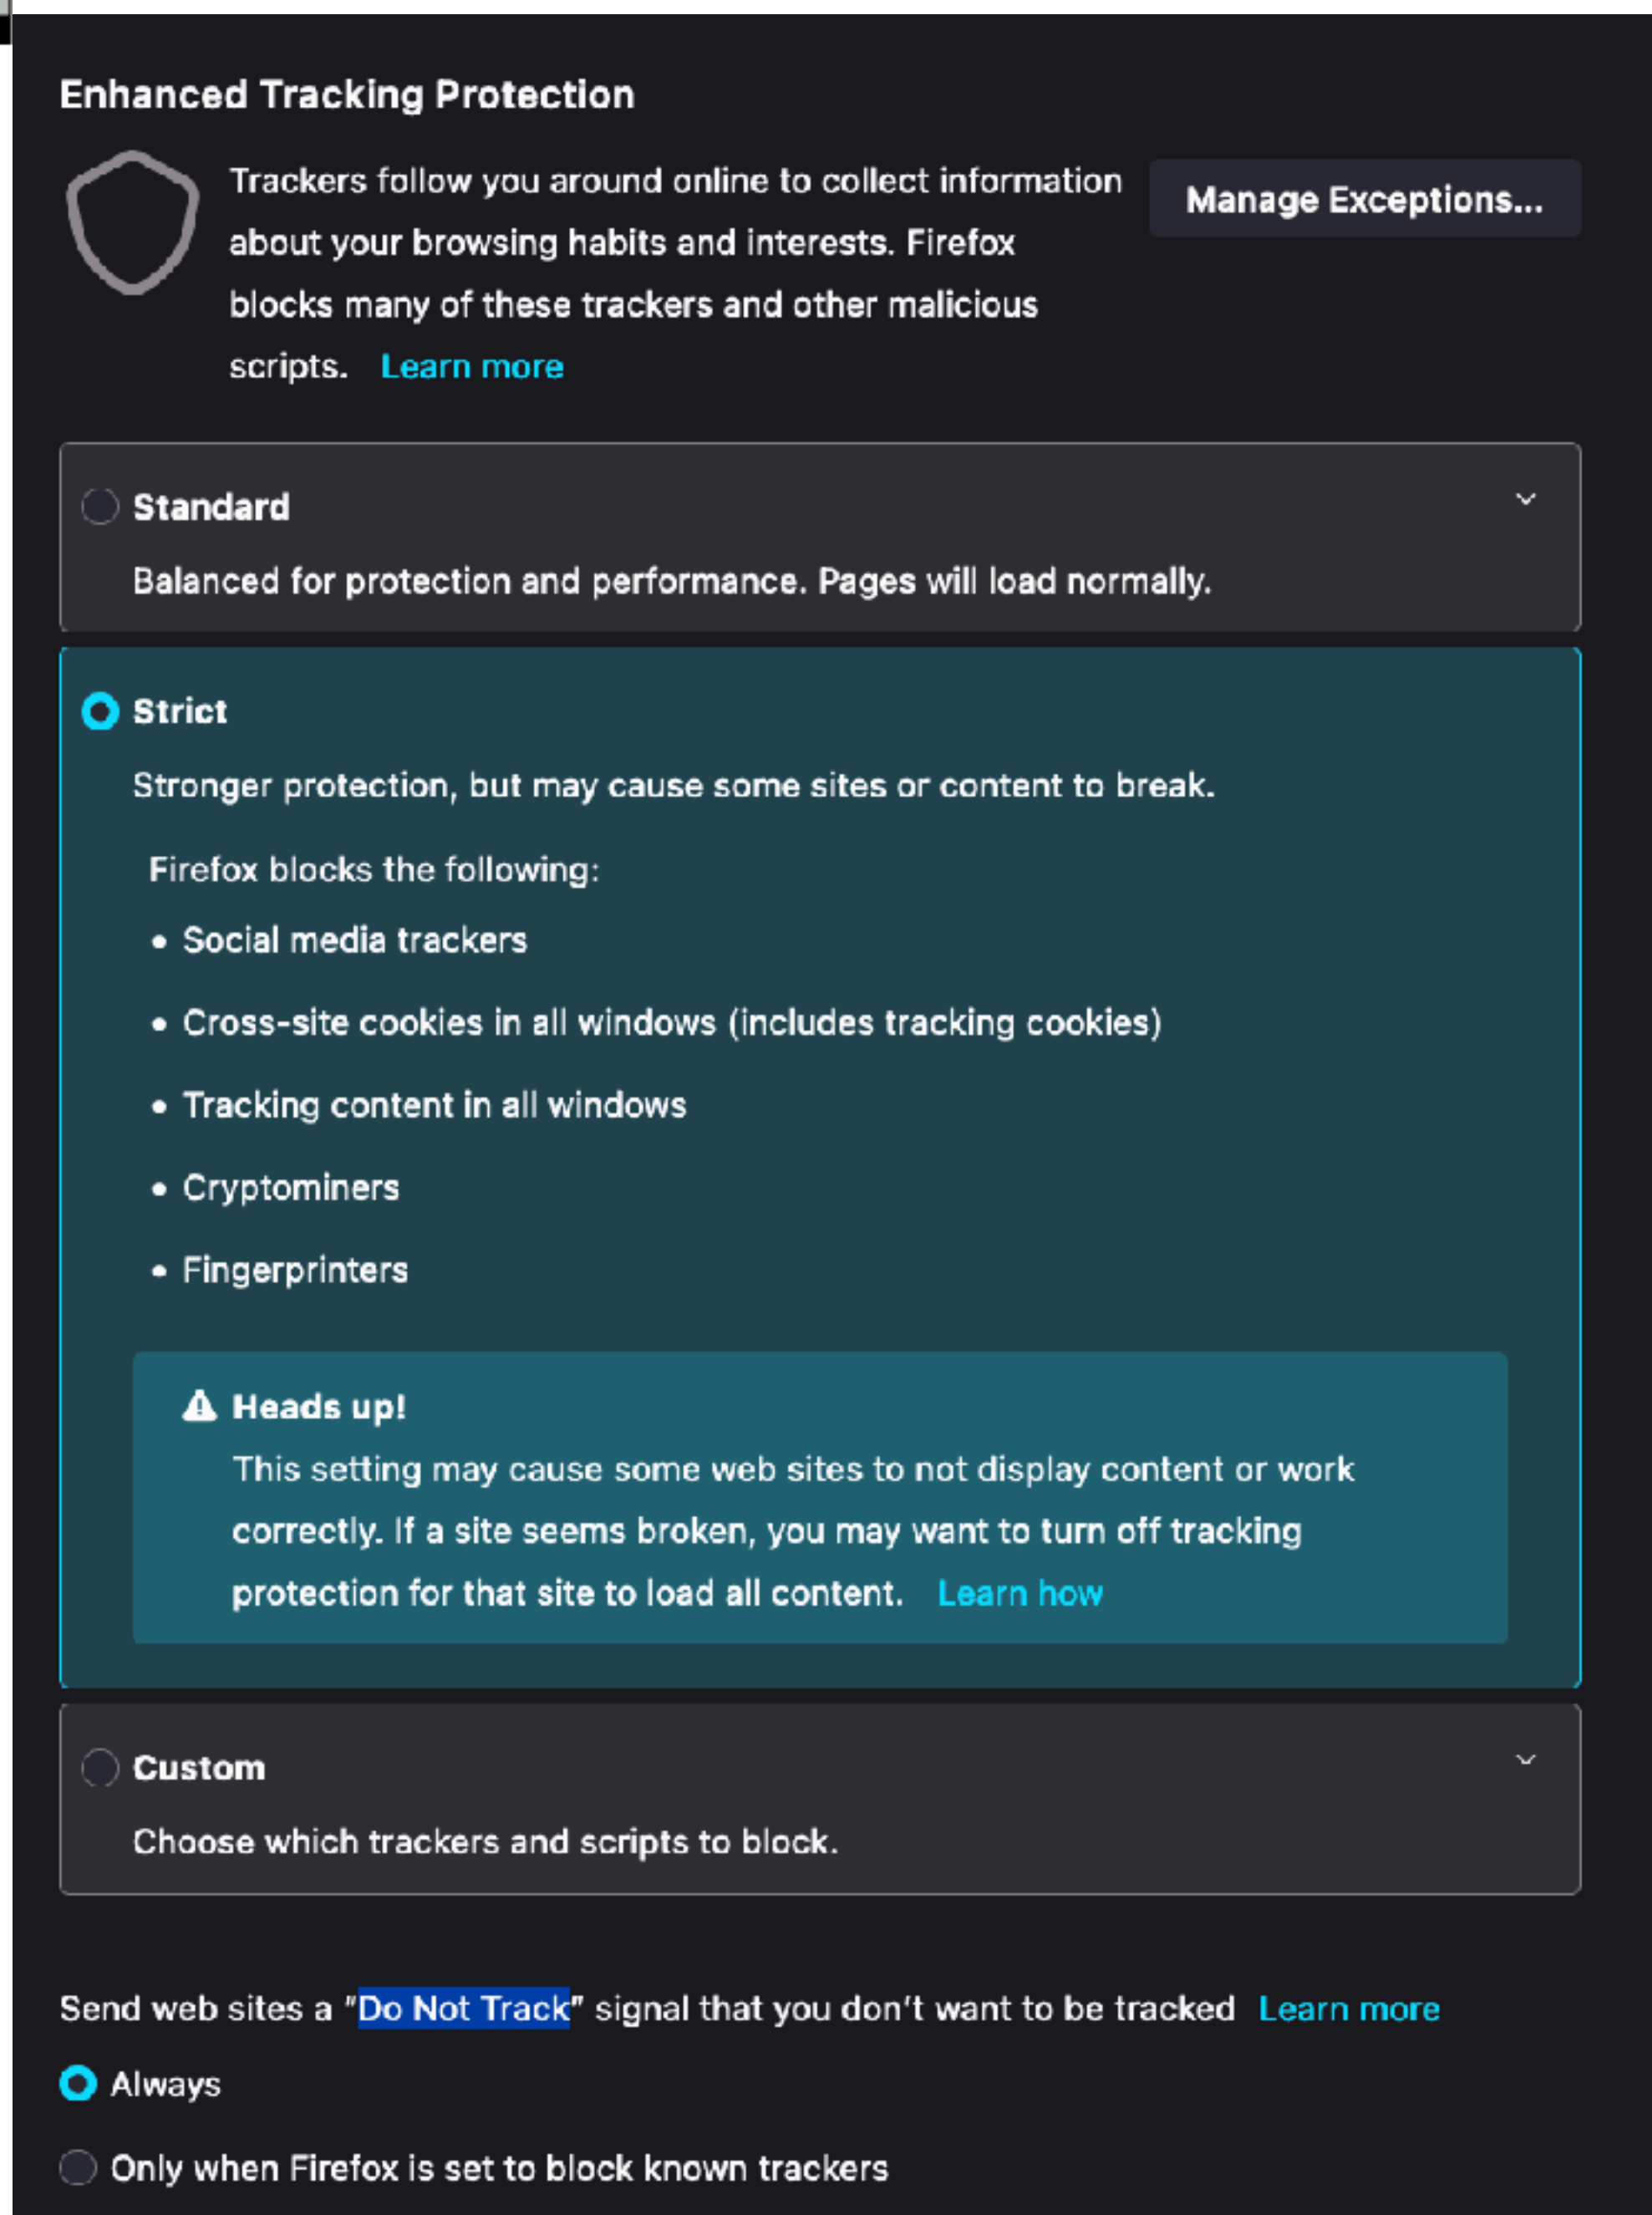 Enhanced Tracking Protection
Trackers follow you around online to collect information
about your browsing habits and interests. Firefox
blocks many of these trackers and other malicious
scripts. Learn more
Manage Exceptions...
Standard
Balanced for protection and performance. Pages will load normally.
Strict
Stronger protection, but may cause some sites or content to break.
Firefox blocks the following:
• Social media trackers
• Cross-site cookies in all windows (includes tracking cookies)
• Tracking content in all windows
• Cryptominers
• Fingerprinters
Heads up!
This setting may cause some web sites to not display content or work
correctly. If a site seems broken, you may want to turn off tracking
protection for that site to load all content. Learn how
Custom
Choose which trackers and scripts to block.
Send web sites a “Do Not Track” signal that you don’t want to be tracked Learn more
Always
Only when Firefox is set to block known trackers